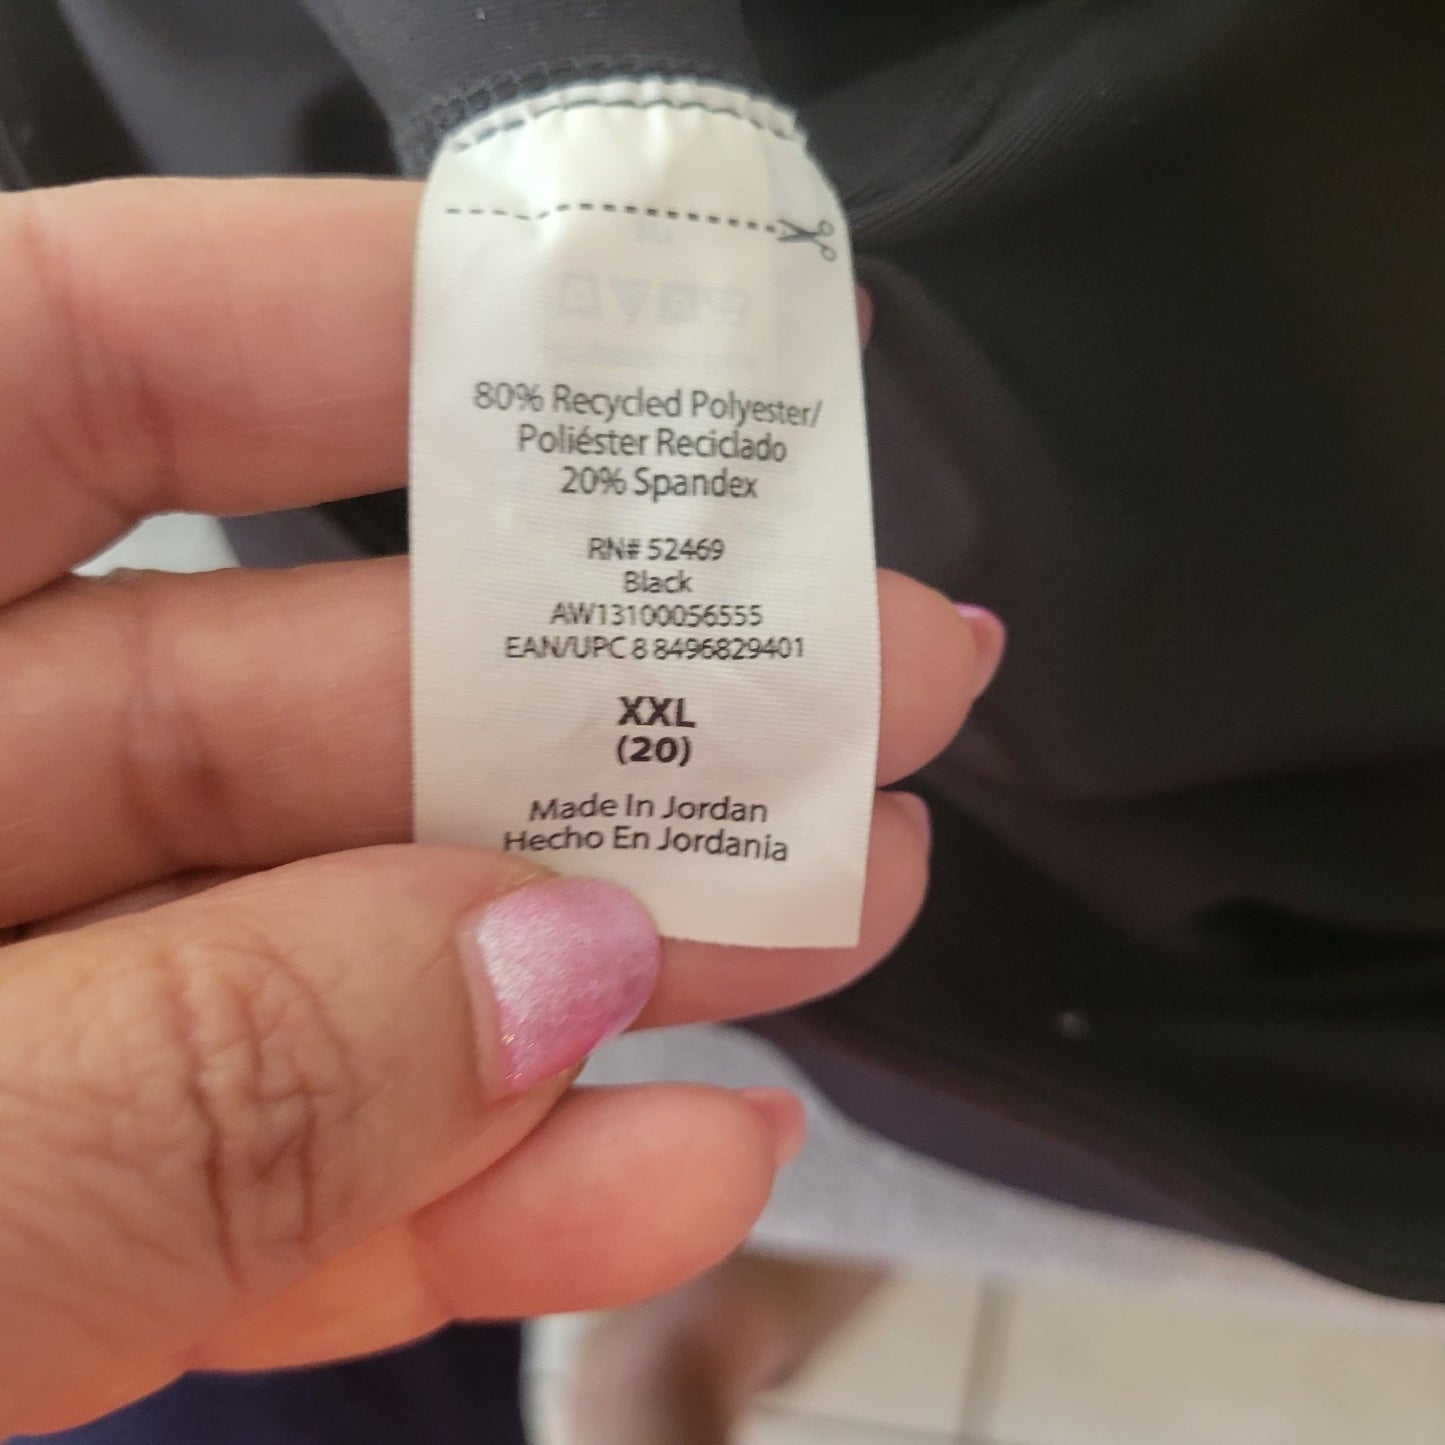 80% Recycled Polyester/
Poliéster Reciclado
20% Spandex
RN# 52469
Black
AW13100056555
EAN/UPC 8 8496829401
XXL
(20)
Made In Jordan
Hecho En Jordania